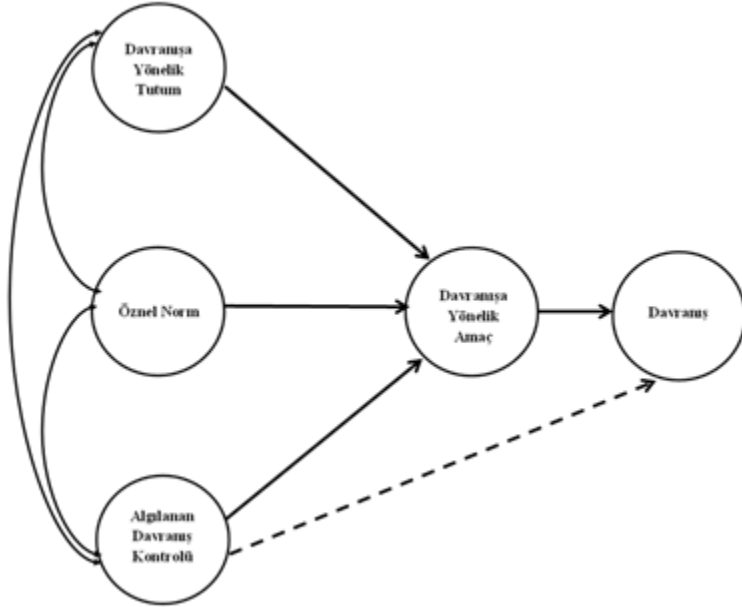 Davranışa
Yönelik
Tutum
Öznel Norm
Davranışa
Yönelik
Amaç
Davranış
Algılanan
Davranış
Kontrolü